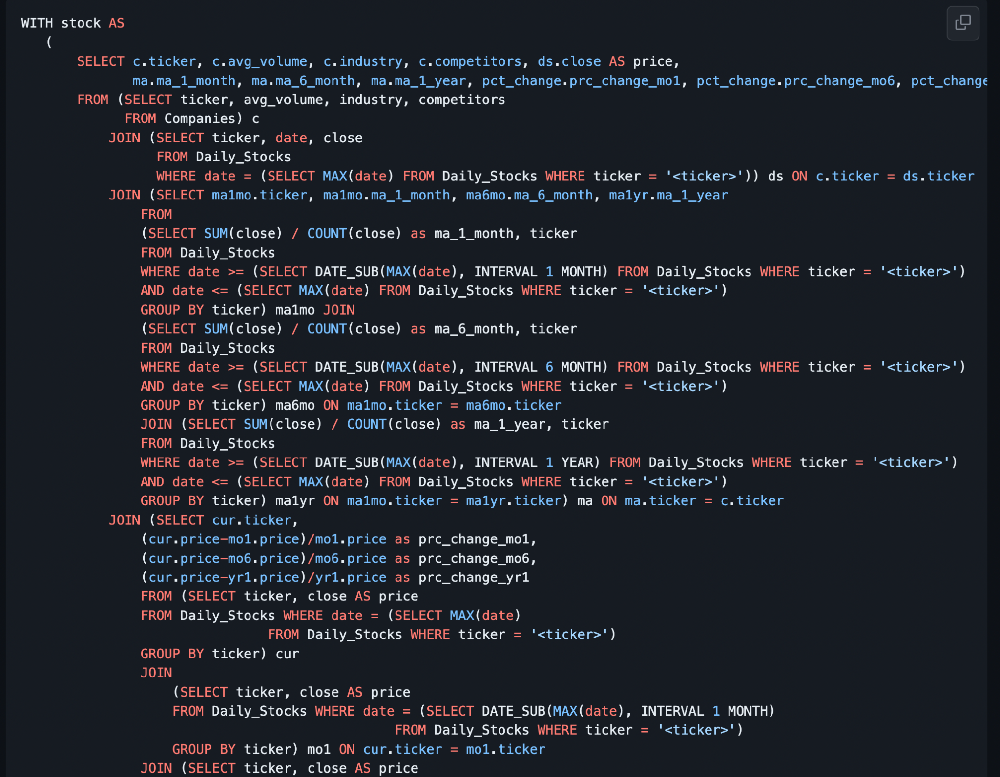 WITH stock AS
(
SELECT c.ticker, c.avg_volume, c.industry, c.competitors, ds.close AS price,
ma.ma_1_month, ma.ma_6_month, ma.ma_1_year, pct_change.prc_change_mo1, pct_change.prc_change_mo6, pct_change
FROM (SELECT ticker, avg_volume, industry, competitors
FROM Companies) c
JOIN (SELECT ticker, date, close
FROM Daily_Stocks
WHERE date = (SELECT MAX(date) FROM Daily_Stocks WHERE ticker = '<ticker>')) ds ON c.ticker = ds.ticker
JOIN (SELECT ma1mo.ticker, ma1mo.ma_1_month, ma6mo.ma_6_month, ma1yr.ma_1_year
FROM
(SELECT SUM(close) / COUNT(close) as ma_1_month, ticker
FROM Daily_Stocks
WHERE date >= (SELECT DATE_SUB(MAX(date), INTERVAL 1 MONTH) FROM Daily_Stocks WHERE ticker = '<ticker>')
AND date <= (SELECT MAX(date) FROM Daily_Stocks WHERE ticker = '<ticker>')
GROUP BY ticker) ma1mo JOIN
(SELECT SUM(close) / COUNT(close) as ma_6_month, ticker
FROM Daily_Stocks
WHERE date >= (SELECT DATE_SUB(MAX(date), INTERVAL 6 MONTH) FROM Daily_Stocks WHERE ticker = '<ticker>')
AND date <= (SELECT MAX(date) FROM Daily_Stocks WHERE ticker = '<ticker>')
GROUP BY ticker) ma6mo ON ma1mo.ticker = ma6mo.ticker
JOIN (SELECT SUM(close) / COUNT(close) as ma_1_year, ticker
FROM Daily_Stocks
WHERE date >= (SELECT DATE_SUB(MAX(date), INTERVAL 1 YEAR) FROM Daily_Stocks WHERE ticker = '<ticker>')
AND date <= (SELECT MAX(date) FROM Daily_Stocks WHERE ticker = '<ticker>')
GROUP BY ticker) ma1yr ON ma1mo.ticker = ma1yr.ticker) ma ON ma.ticker = c.ticker
JOIN (SELECT cur.ticker,
(cur.price-mo1.price)/mo1.price as prc_change_mo1,
(cur.price-mo6.price)/mo6.price as prc_change_mo6,
(cur.price-yr1.price)/yr1.price as prc_change_yr1
FROM (SELECT ticker, close AS price
FROM Daily_Stocks WHERE date = (SELECT MAX(date)
FROM Daily_Stocks WHERE ticker = '<ticker>')
GROUP BY ticker) cur
JOIN
(SELECT ticker, close AS price
FROM Daily_Stocks WHERE date = (SELECT DATE_SUB(MAX(date), INTERVAL 1 MONTH)
FROM Daily_Stocks WHERE ticker = '<ticker>')
GROUP BY ticker) mo1 ON cur.ticker = mo1.ticker
JOIN (SELECT ticker, close AS price